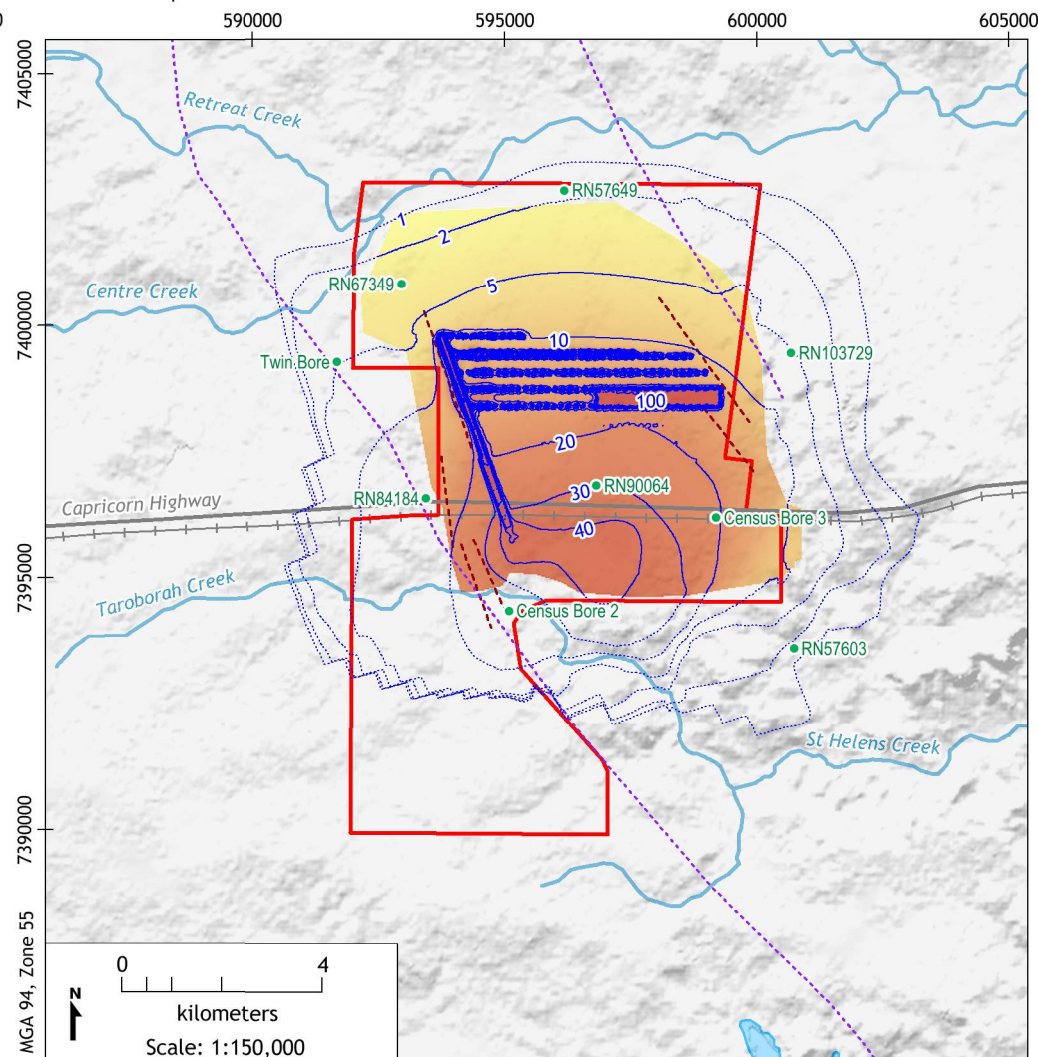 0
590000
595000
600000
605000
7405000
Retreat Creek
RN57649
1
2
RN67349
5
Centre Creek
7400000
10
Twin Bore
RN103729
100
20
Capricorn Highway
RN84184
30
RN90064
Census Bore 3
40
7395000
Taroborah Creek
Census Bore 2
RN57603
St Helens Creek
7390000
MGA 94, Zone 55
0
4
N
kilometers
Scale: 1:150,000